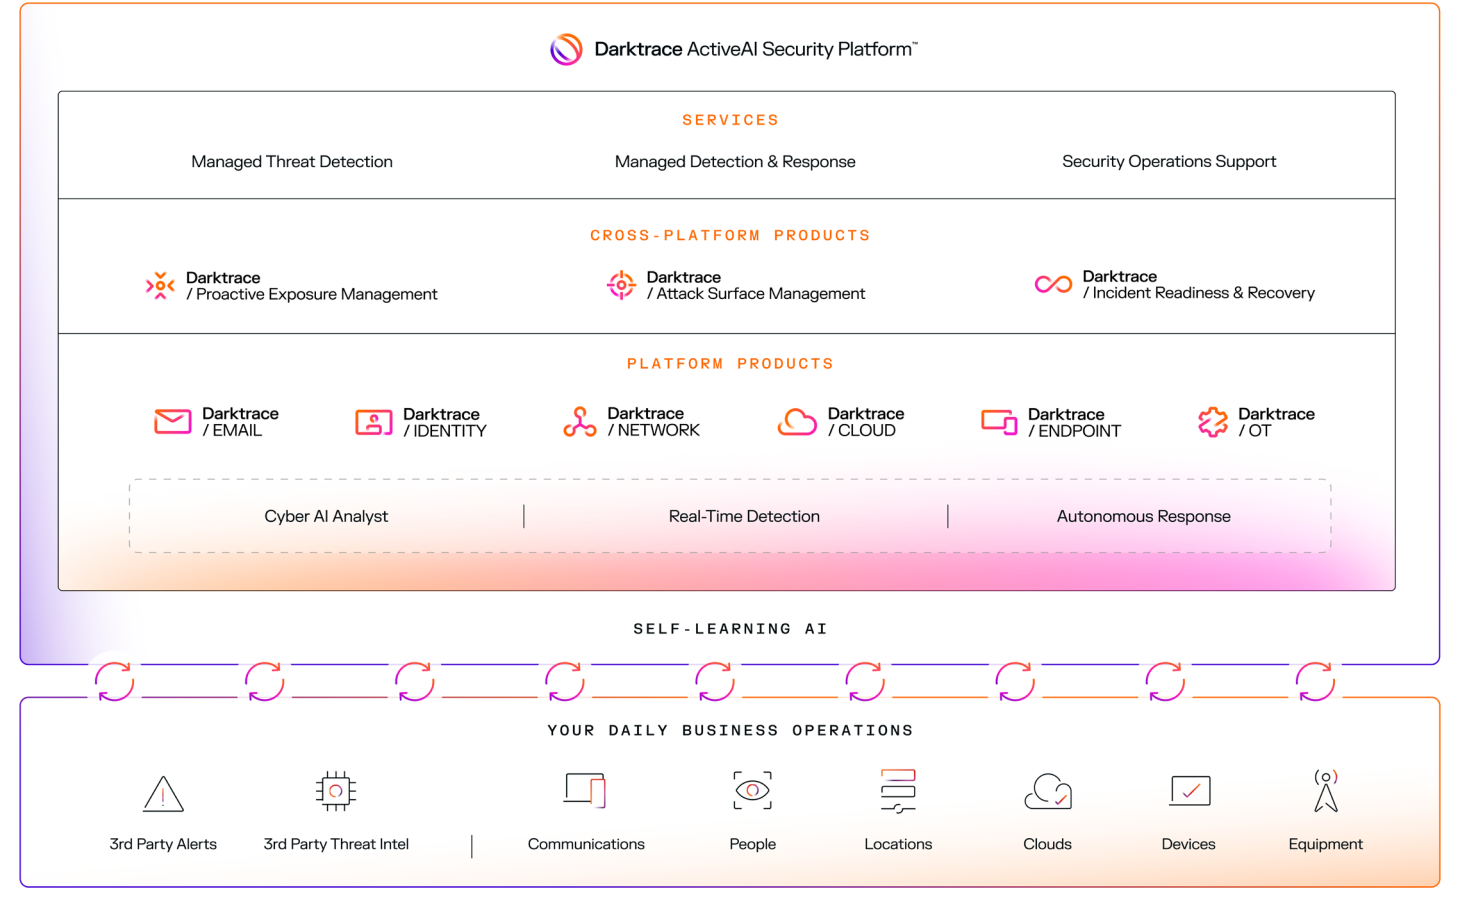 Darktrace ActiveAI Security Platform™
SERVICES
Managed Threat Detection
Managed Detection & Response
Security Operations Support
CROSS-PLATFORM PRODUCTS
Darktrace
/ Proactive Exposure Management
Darktrace
/ Attack Surface Management
Darktrace
/ Incident Readiness & Recovery
PLATFORM PRODUCTS
Darktrace
/ EMAIL
Darktrace
/ IDENTITY
Darktrace
/ NETWORK
Darktrace
/ CLOUD
Darktrace
/ ENDPOINT
Darktrace
/ OT
Cyber AI Analyst
Real-Time Detection
Autonomous Response
SELF-LEARNING AI
YOUR DAILY BUSINESS OPERATIONS
3rd Party Alerts
3rd Party Threat Intel
Communications
People
Locations
Clouds
Devices
Equipment